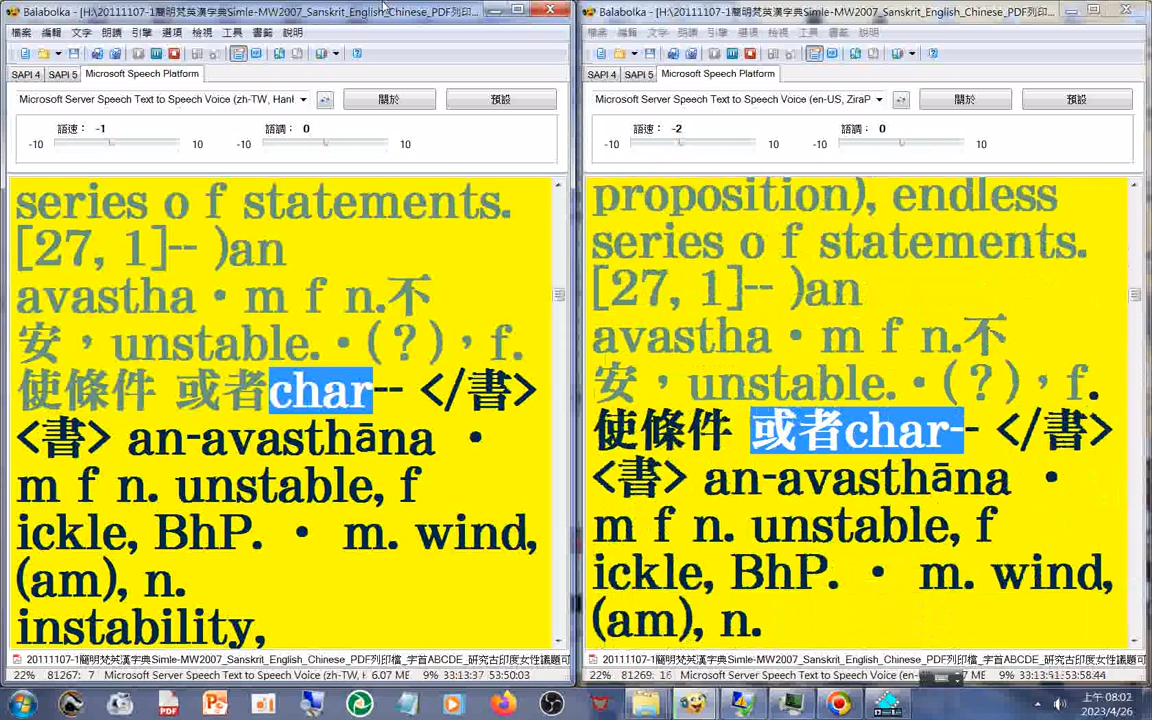 Balabolka - [H:\20111107-1簡明梵英漢字典Simle-MW2007_Sanskrit_English_Chinese_PDF列印...
檔案 編輯 文字 朗讀 引擎 選項 檢視 工具 書籤 說明
SAPI 4 SAPI 5 Microsoft Speech Platform
Microsoft Server Speech Text to Speech Voice (zh-TW, Hanl 關於 預設
語速： -1 語調： 0
-10 10 -10 10
series o f statements.
[27, 1]-- )an
avastha・m f n.不
安，unstable.・(？)，f.
使條件 或者char-- </書>
<書> an-avasthāna ・
m f n. unstable, f
ickle, BhP. ・ m. wind,
(am), n.
instability,
20111107-1簡明梵英漢字典Simle-MW2007_Sanskrit_English_Chinese_PDF列印檔_字首ABCDE_研究古印度女性議題可
22% 81267: 7 Microsoft Server Speech Text to Speech Voice (zh-TW, H 6.07 MB 9% 33:13:37 53:50:03
Balabolka - [H:\20111107-1簡明梵英漢字典Simle-MW2007_Sanskrit_English_Chinese_PDF列印...
檔案 編輯 文字 朗讀 引擎 選項 檢視 工具 書籤 說明
SAPI 4 SAPI 5 Microsoft Speech Platform
Microsoft Server Speech Text to Speech Voice (en-US, ZiraP 關於 預設
語速： -2 語調： 0
-10 10 -10 10
proposition), endless
series o f statements.
[27, 1]-- )an
avastha・m f n.不
安，unstable.・(？)，f.
使條件 或者char-- </書>
<書> an-avasthāna ・
m f n. unstable, f
ickle, BhP. ・ m. wind,
(am), n.
20111107-1簡明梵英漢字典Simle-MW2007_Sanskrit_English_Chinese_PDF列印檔_字首ABCDE_研究古印度女性議題可
22% 81269: 16 Microsoft Server Speech Text to Speech Voice (en-US 9% 33:13:51 53:58:44
上午 08:02
2023/4/26